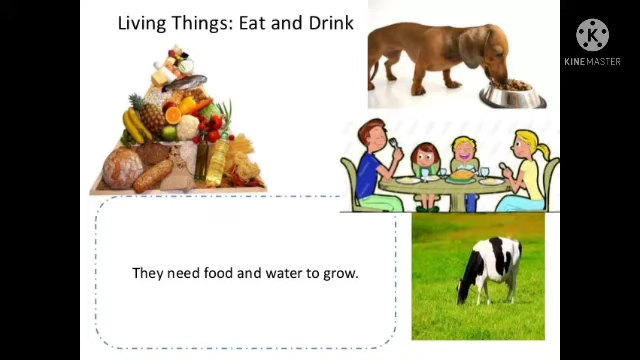 Living Things: Eat and Drink
KINEMASTER
They need food and water to grow.